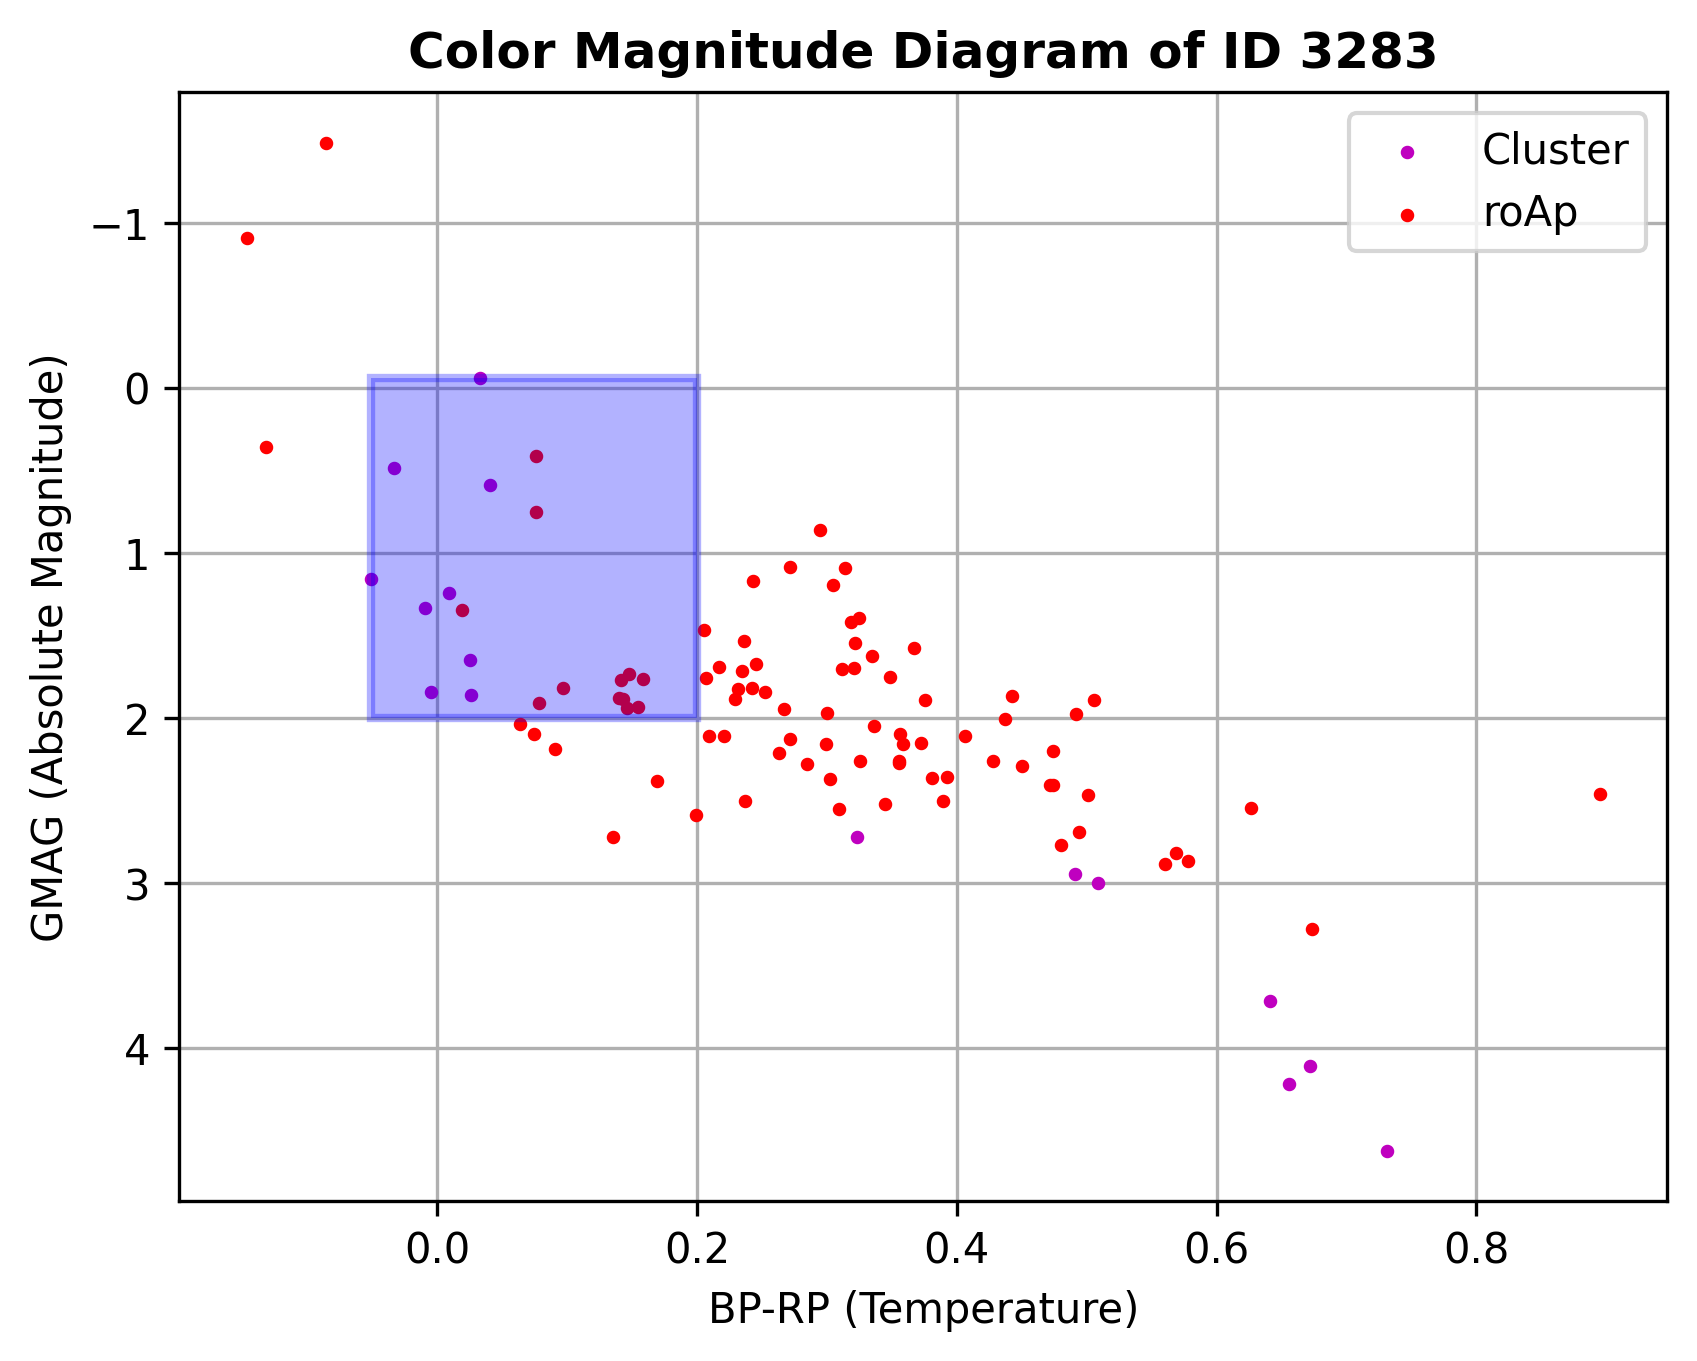 Color Magnitude Diagram of ID 3283
Cluster
roAp
−1
0
1
2
3
4
GMAG (Absolute Magnitude)
0.0 0.2 0.4 0.6 0.8
BP-RP (Temperature)